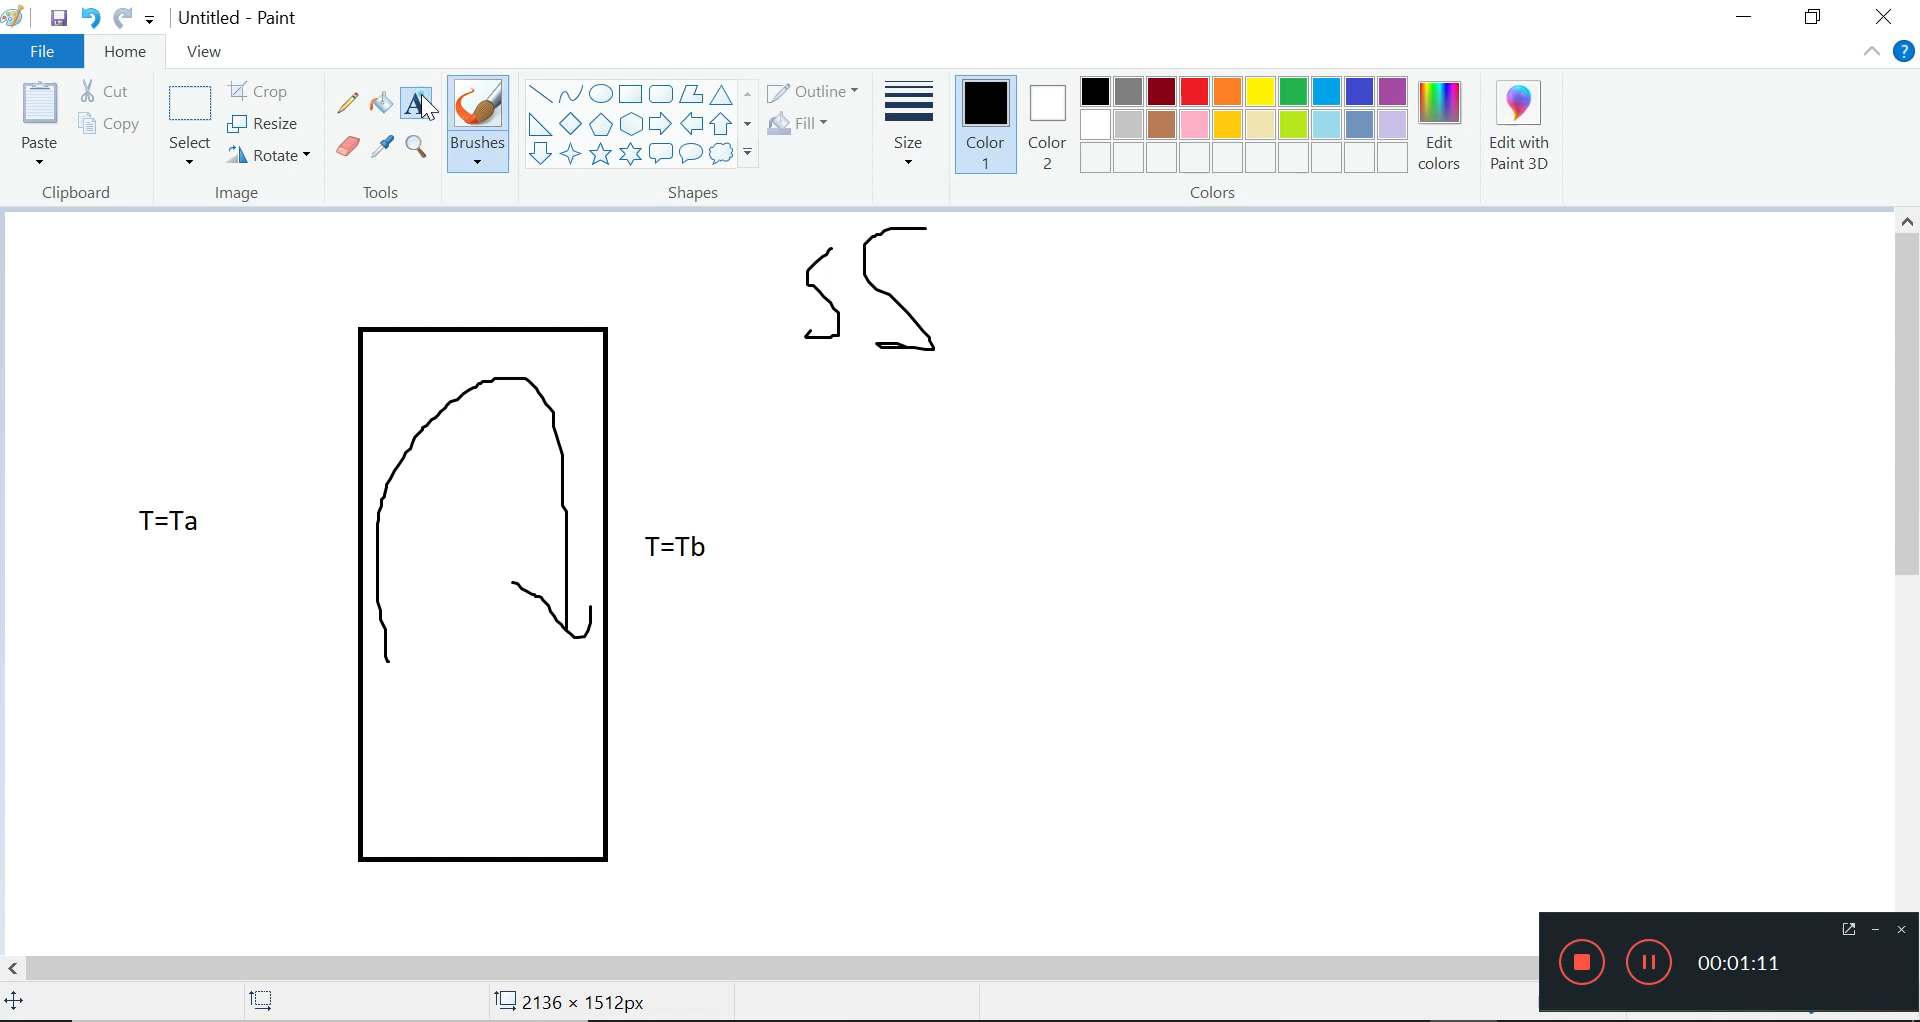 Untitled - Paint
File Home View
Paste
Cut
Copy
Clipboard
Select
Crop
Resize
Rotate
Image
Tools
Brushes
Shapes
Outline
Fill
Size
Color 1
Color 2
Colors
Edit colors
Edit with Paint 3D
SS
T=Ta
T=Tb
00:01:11
2136 × 1512px